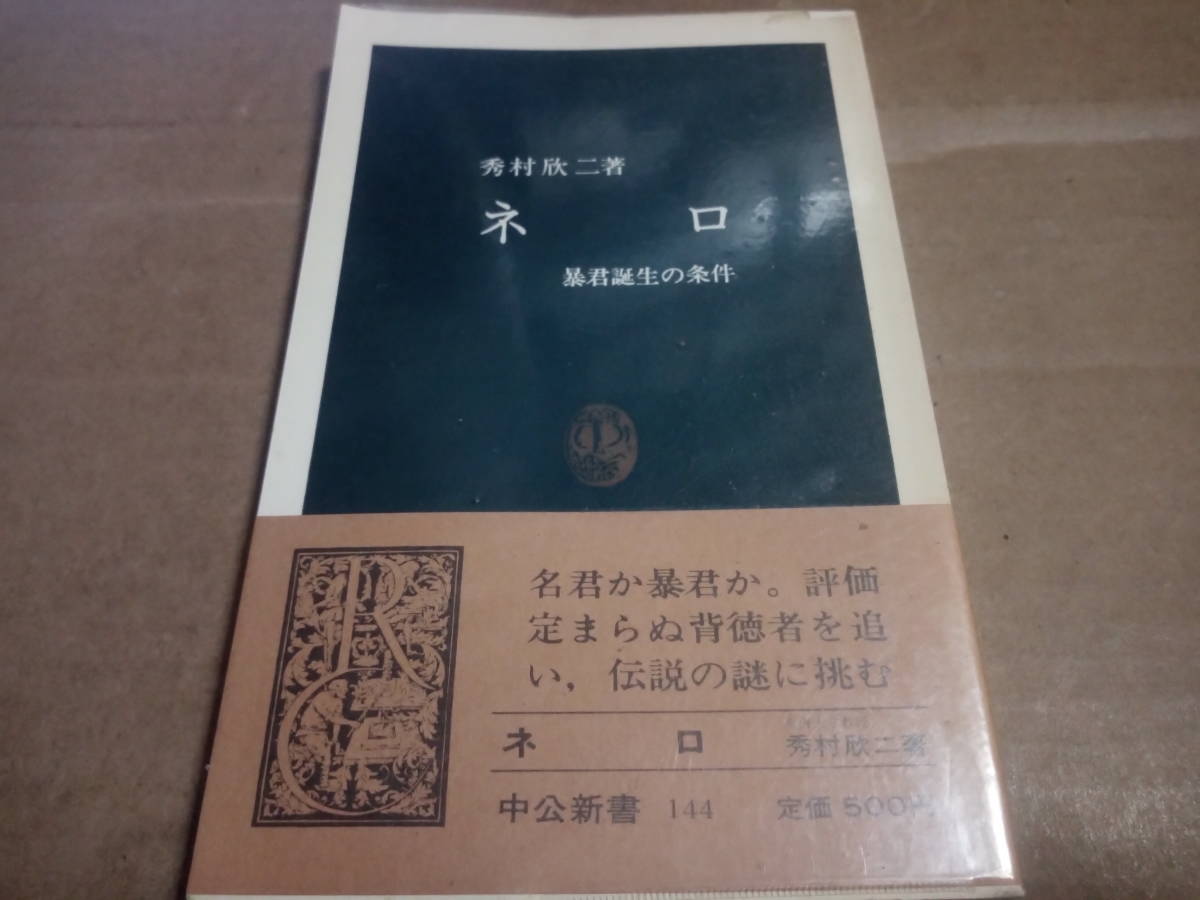 秀村欣二著
ネロ
暴君誕生の条件
名君か暴君か。評価
定まらぬ背徳者を追
い，伝説の謎に挑む
ネロ 秀村欣二著
中公新書 144 定価 500円